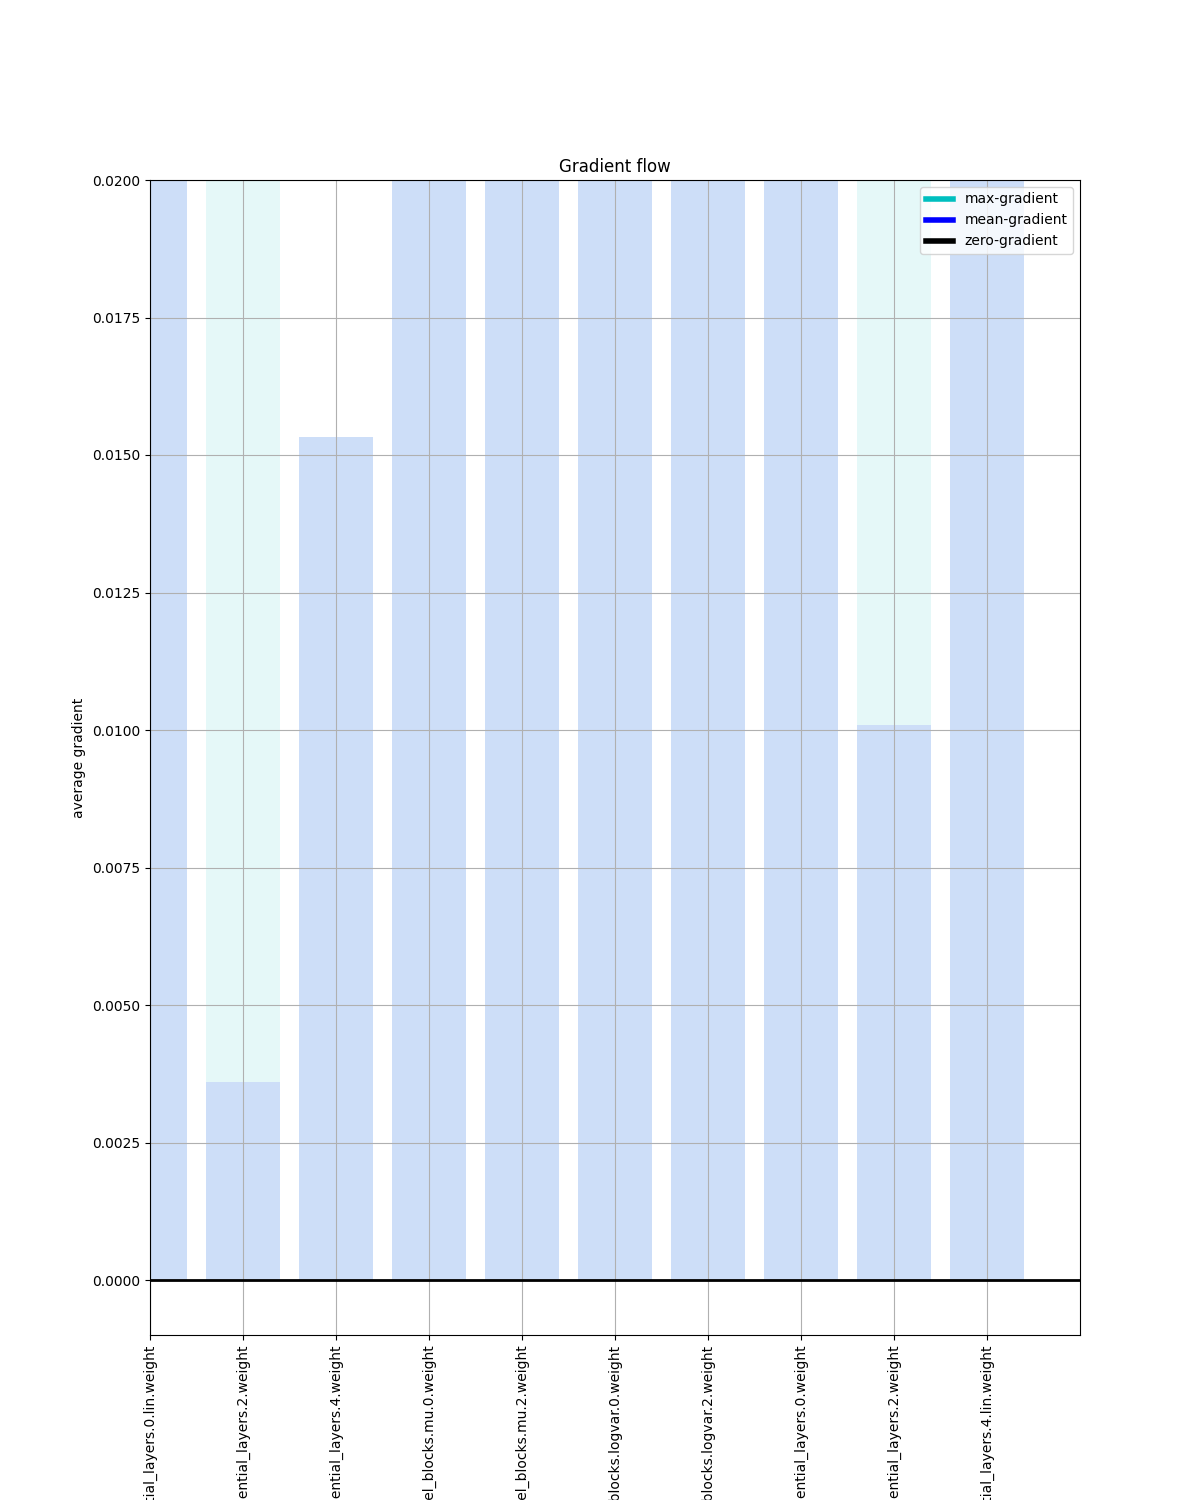 Gradient flow
max-gradient
mean-gradient
zero-gradient
0.0200
0.0175
0.0150
0.0125
0.0100
0.0075
0.0050
0.0025
0.0000
average gradient
tial_layers.0.lin.weight
ential_layers.2.weight
ential_layers.4.weight
el_blocks.mu.0.weight
el_blocks.mu.2.weight
blocks.logvar.0.weight
blocks.logvar.2.weight
ential_layers.0.weight
ential_layers.2.weight
tial_layers.4.lin.weight